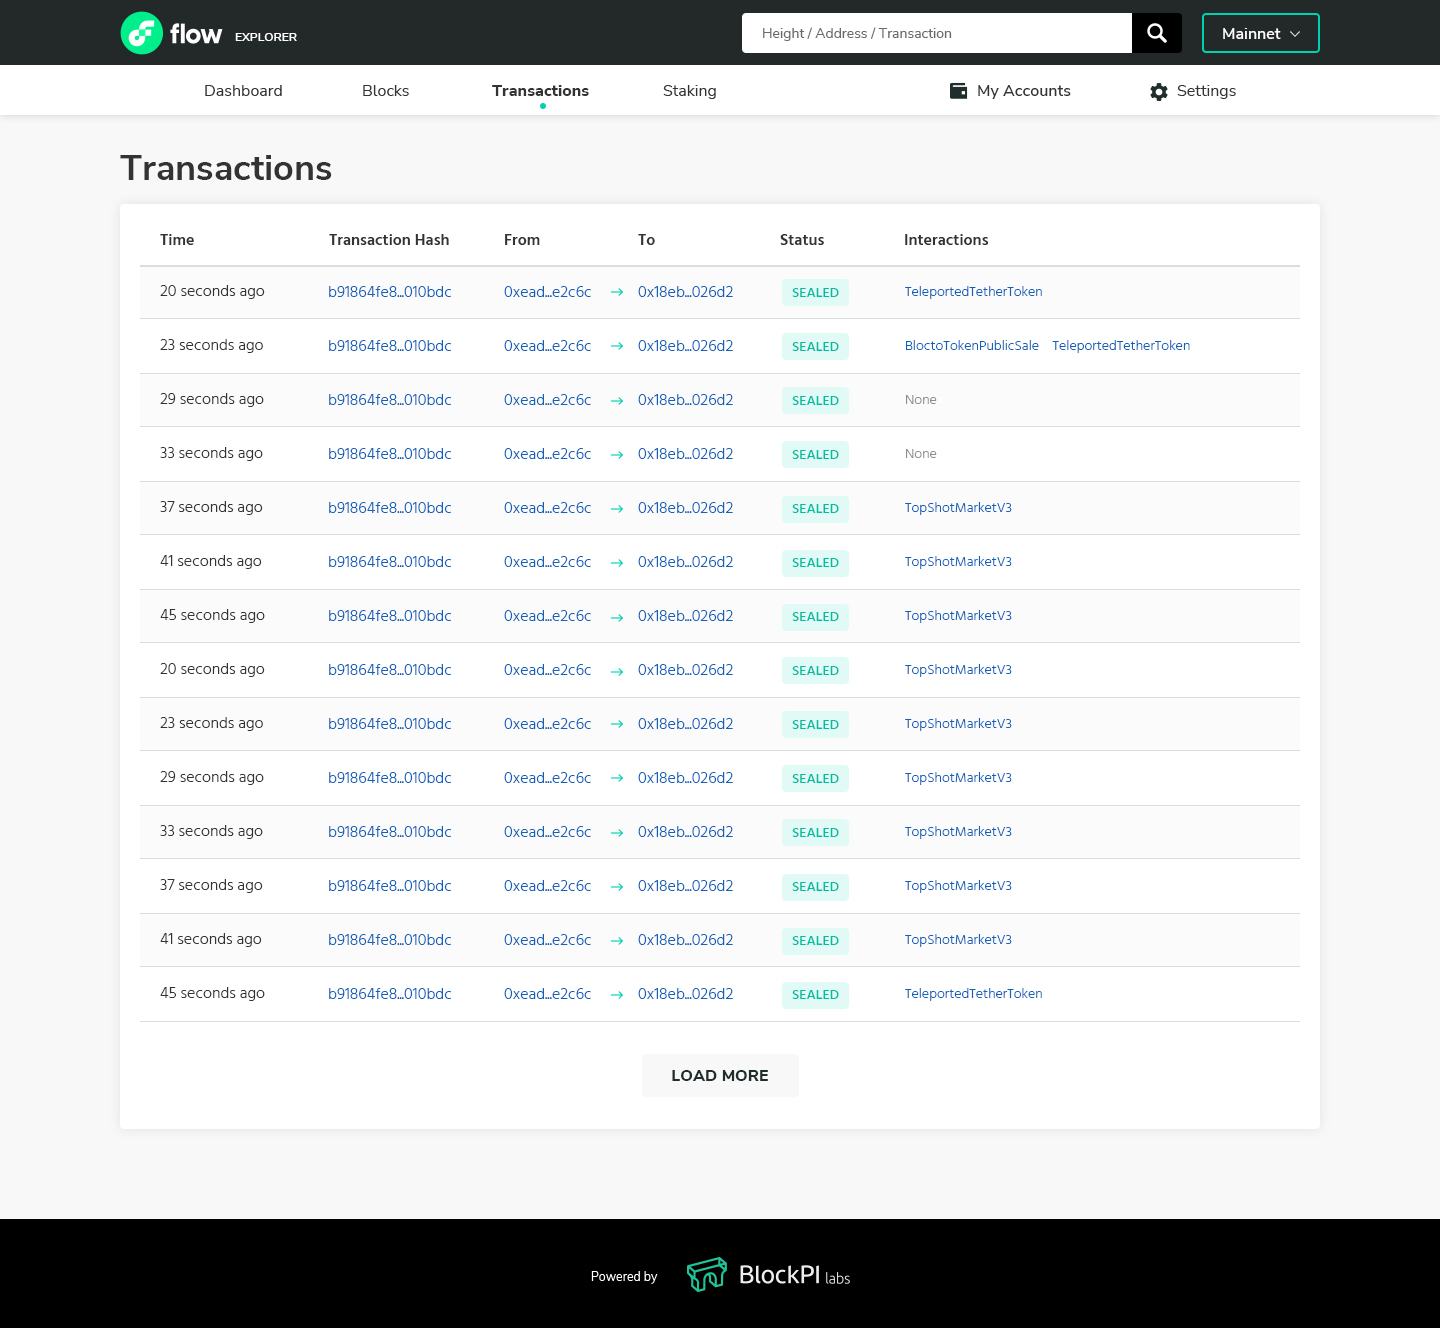 flow EXPLORER Height / Address / Transaction Mainnet
Dashboard Blocks Transactions Staking My Accounts Settings
Transactions
Time Transaction Hash From To Status Interactions
20 seconds ago b91864fe8...010bdc 0xead...e2c6c → 0x18eb...026d2 SEALED TeleportedTetherToken
23 seconds ago b91864fe8...010bdc 0xead...e2c6c → 0x18eb...026d2 SEALED BloctoTokenPublicSale TeleportedTetherToken
29 seconds ago b91864fe8...010bdc 0xead...e2c6c → 0x18eb...026d2 SEALED None
33 seconds ago b91864fe8...010bdc 0xead...e2c6c → 0x18eb...026d2 SEALED None
37 seconds ago b91864fe8...010bdc 0xead...e2c6c → 0x18eb...026d2 SEALED TopShotMarketV3
41 seconds ago b91864fe8...010bdc 0xead...e2c6c → 0x18eb...026d2 SEALED TopShotMarketV3
45 seconds ago b91864fe8...010bdc 0xead...e2c6c → 0x18eb...026d2 SEALED TopShotMarketV3
20 seconds ago b91864fe8...010bdc 0xead...e2c6c → 0x18eb...026d2 SEALED TopShotMarketV3
23 seconds ago b91864fe8...010bdc 0xead...e2c6c → 0x18eb...026d2 SEALED TopShotMarketV3
29 seconds ago b91864fe8...010bdc 0xead...e2c6c → 0x18eb...026d2 SEALED TopShotMarketV3
33 seconds ago b91864fe8...010bdc 0xead...e2c6c → 0x18eb...026d2 SEALED TopShotMarketV3
37 seconds ago b91864fe8...010bdc 0xead...e2c6c → 0x18eb...026d2 SEALED TopShotMarketV3
41 seconds ago b91864fe8...010bdc 0xead...e2c6c → 0x18eb...026d2 SEALED TopShotMarketV3
45 seconds ago b91864fe8...010bdc 0xead...e2c6c → 0x18eb...026d2 SEALED TeleportedTetherToken
LOAD MORE
Powered by BlockPI labs